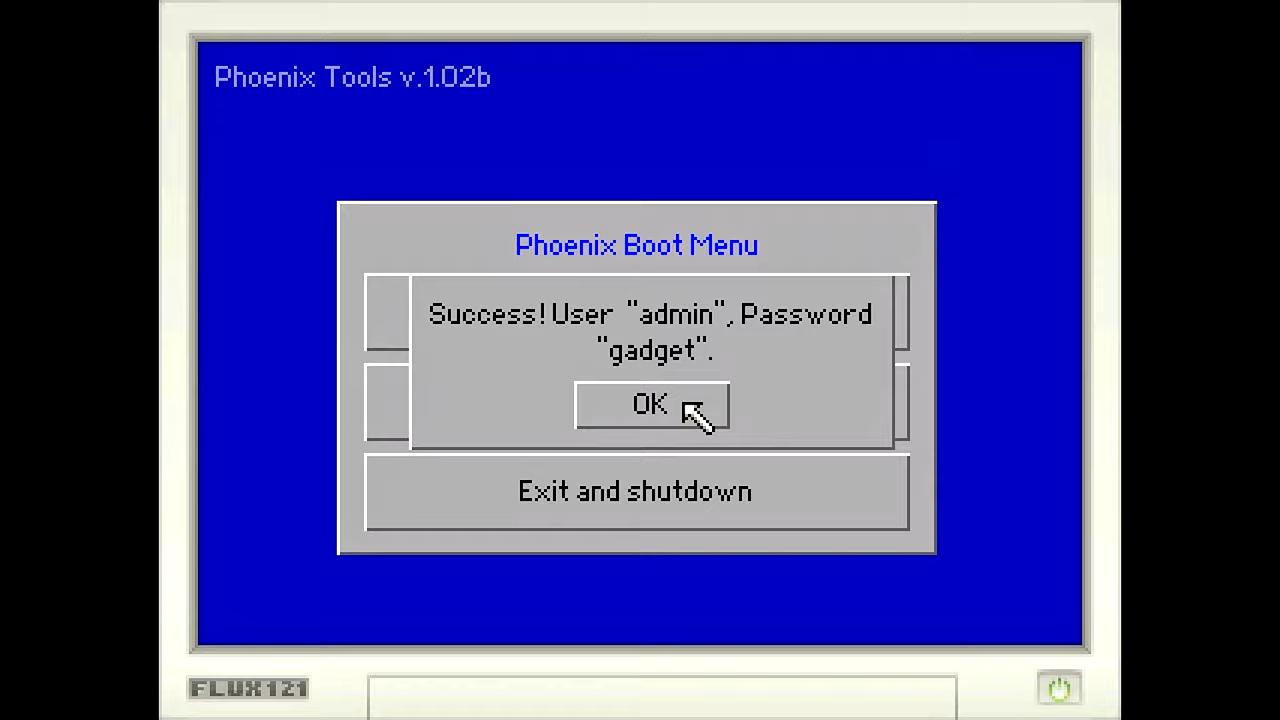 Phoenix Tools v.1.02b
Phoenix Boot Menu
Success! User "admin", Password
"gadget".
OK
Exit and shutdown
FLUX121